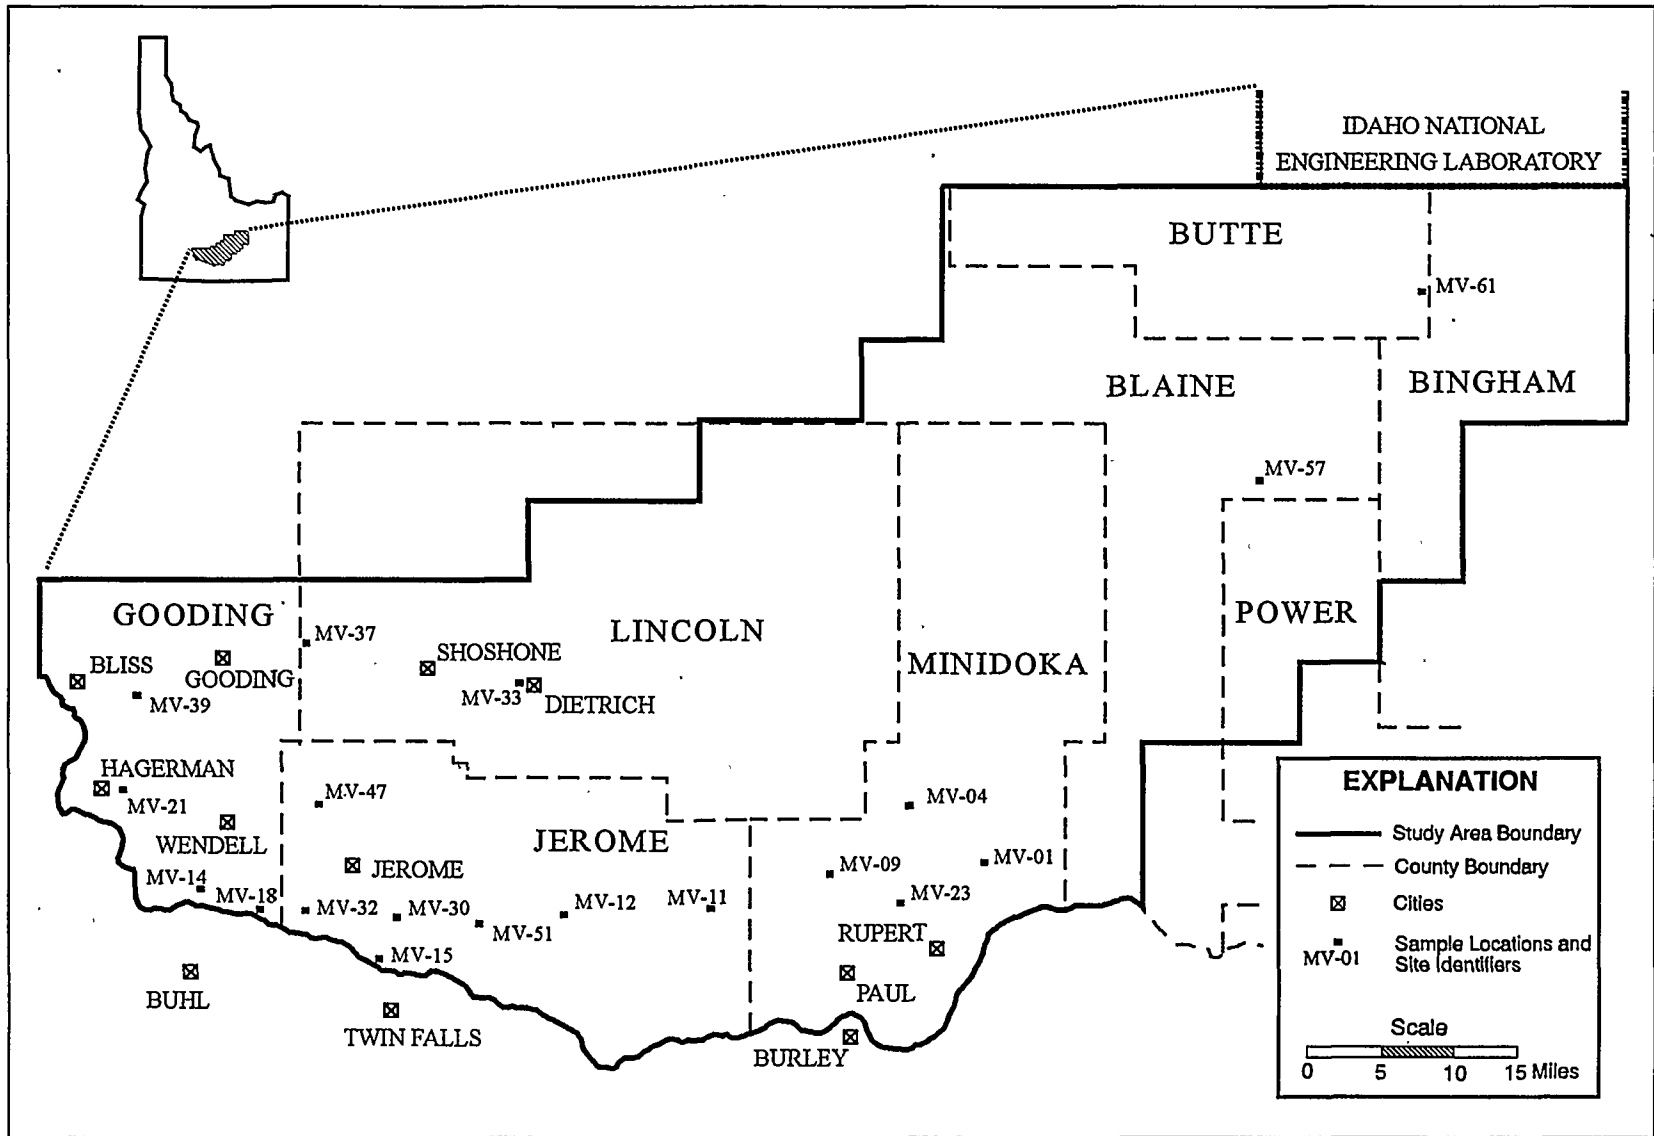 IDAHO NATIONAL
ENGINEERING LABORATORY
BUTTE
MV-61
BLAINE
BINGHAM
MV-57
GOODING
LINCOLN
POWER
MV-37
SHOSHONE
MINIDOKA
BLISS
GOODING
MV-33
DIETRICH
MV-39
HAGERMAN
MV-21
MV-47
MV-04
WENDELL
JEROME
JEROME
MV-09
MV-01
MV-14
MV-18
MV-32
MV-30
MV-12
MV-11
MV-23
MV-51
RUPERT
MV-15
PAUL
BUHL
TWIN FALLS
BURLEY
EXPLANATION
Study Area Boundary
County Boundary
Cities
MV-01
Sample Locations and
Site Identifiers
Scale
0 5 10 15 Miles